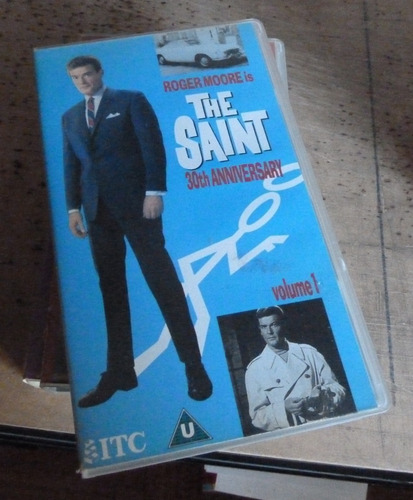 ROGER MOORE is
THE
SAINT
30th ANNIVERSARY
volume 1
ITC
U